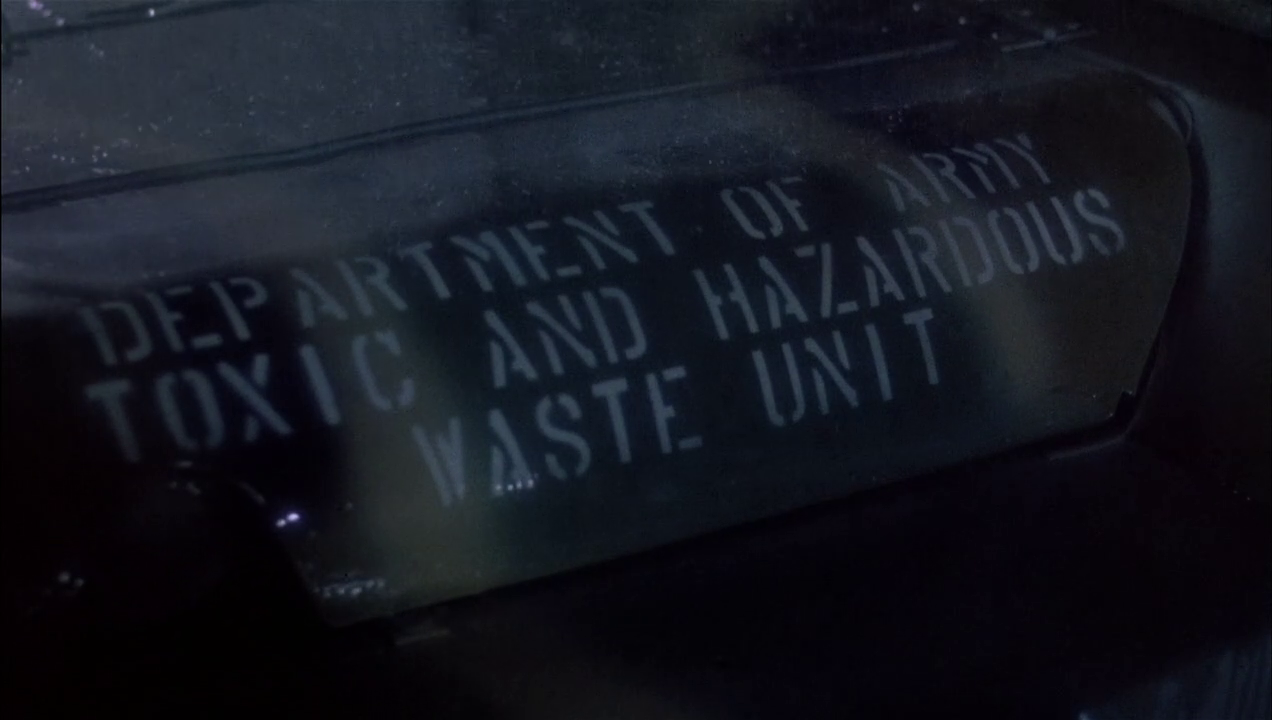 DEPARTMENT OF ARMY
TOXIC AND HAZARDOUS
WASTE UNIT